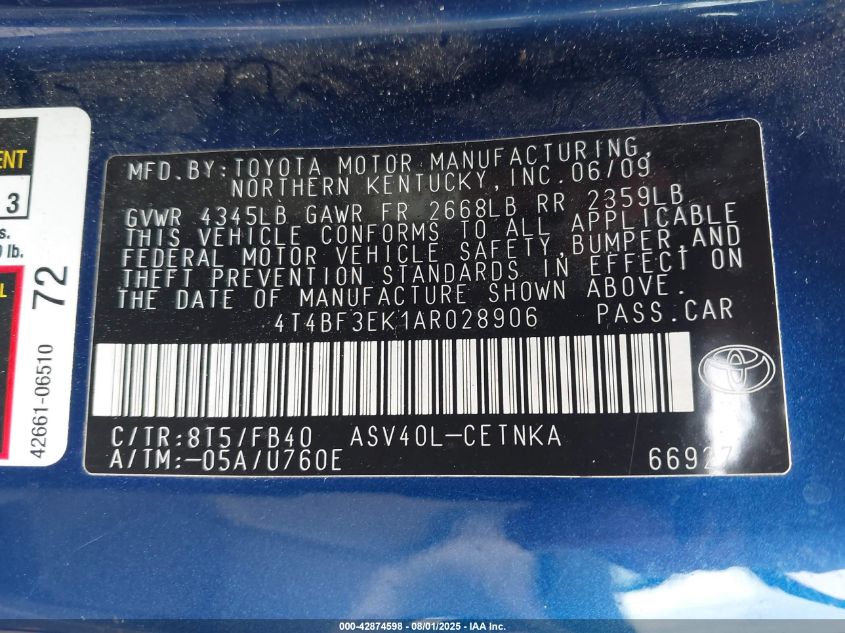 ENT
3
s.
lb.
L
72
42661-06510
MFD. BY: TOYOTA MOTOR MANUFACTURING,
NORTHERN KENTUCKY, INC. 06/09
GVWR 4345LB GAWR FR 2668LB RR 2359LB
THIS VEHICLE CONFORMS TO ALL APPLICABLE
FEDERAL MOTOR VEHICLE SAFETY, BUMPER, AND
THEFT PREVENTION STANDARDS IN EFFECT ON
THE DATE OF MANUFACTURE SHOWN ABOVE.
4T4BF3EK1AR028906 PASS.CAR
C/TR:8T5/FB40 ASV40L-CETNKA
A/TM:-05A/U760E 66927
000-42874598 - 08/01/2025 - IAA Inc.